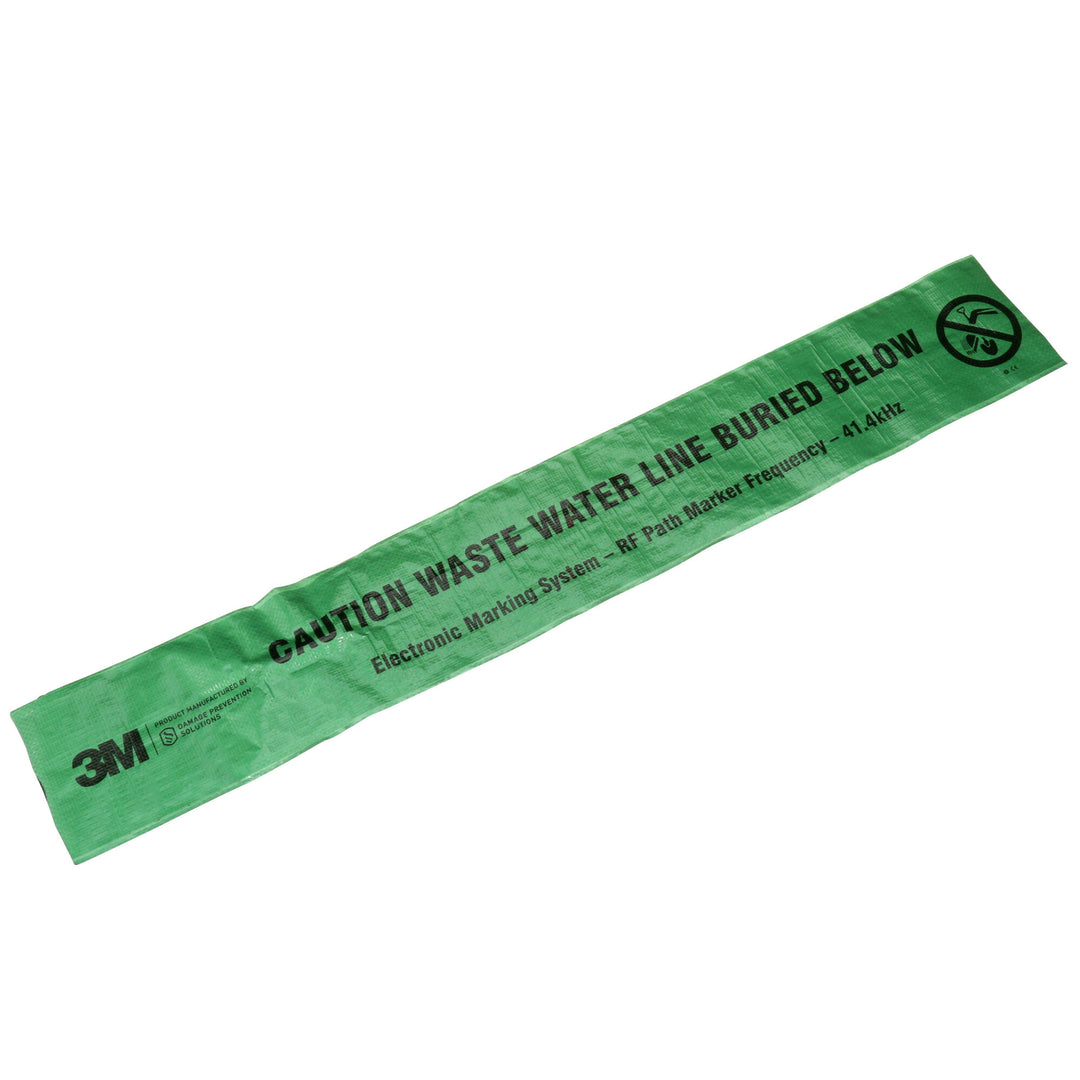 CAUTION WASTE WATER LINE BURIED BELOW
Electronic Marking System – RF Path Marker Frequency – 41.4kHz
3M
PRODUCT MANUFACTURED BY
DAMAGE PREVENTION
SOLUTIONS